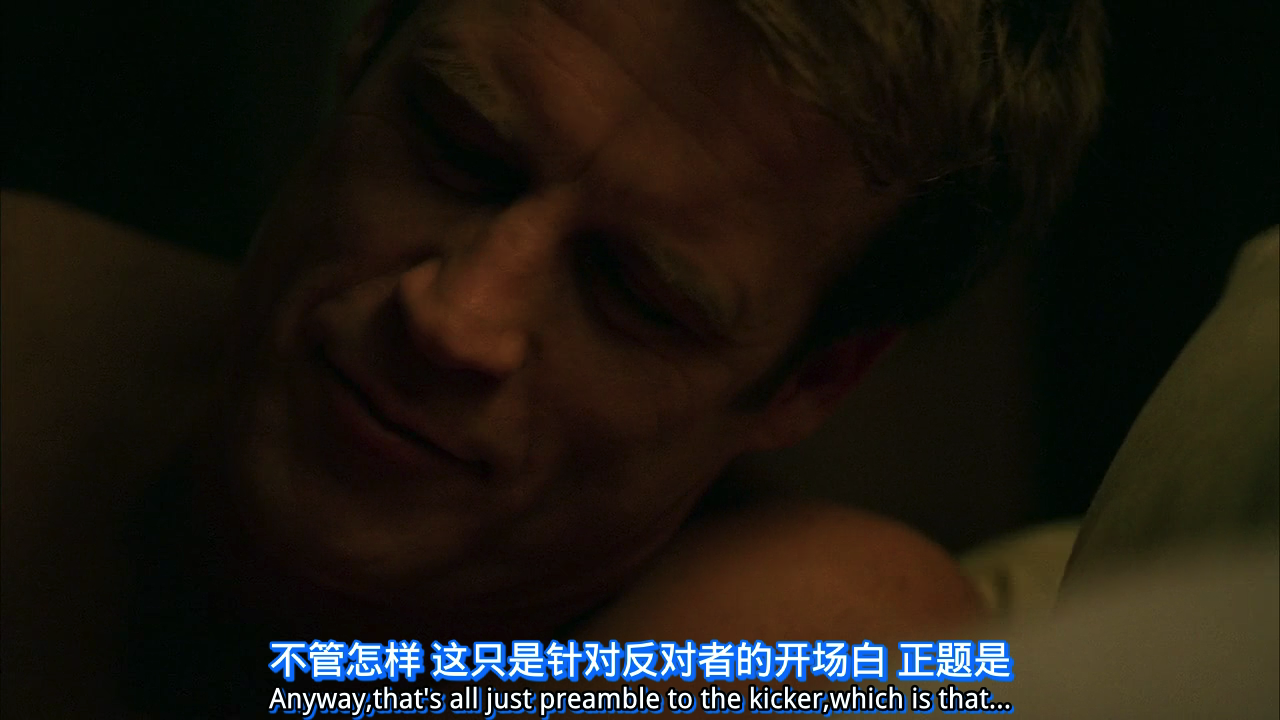 不管怎样 这只是针对反对者的开场白 正题是
Anyway,that's all just preamble to the kicker,which is that...